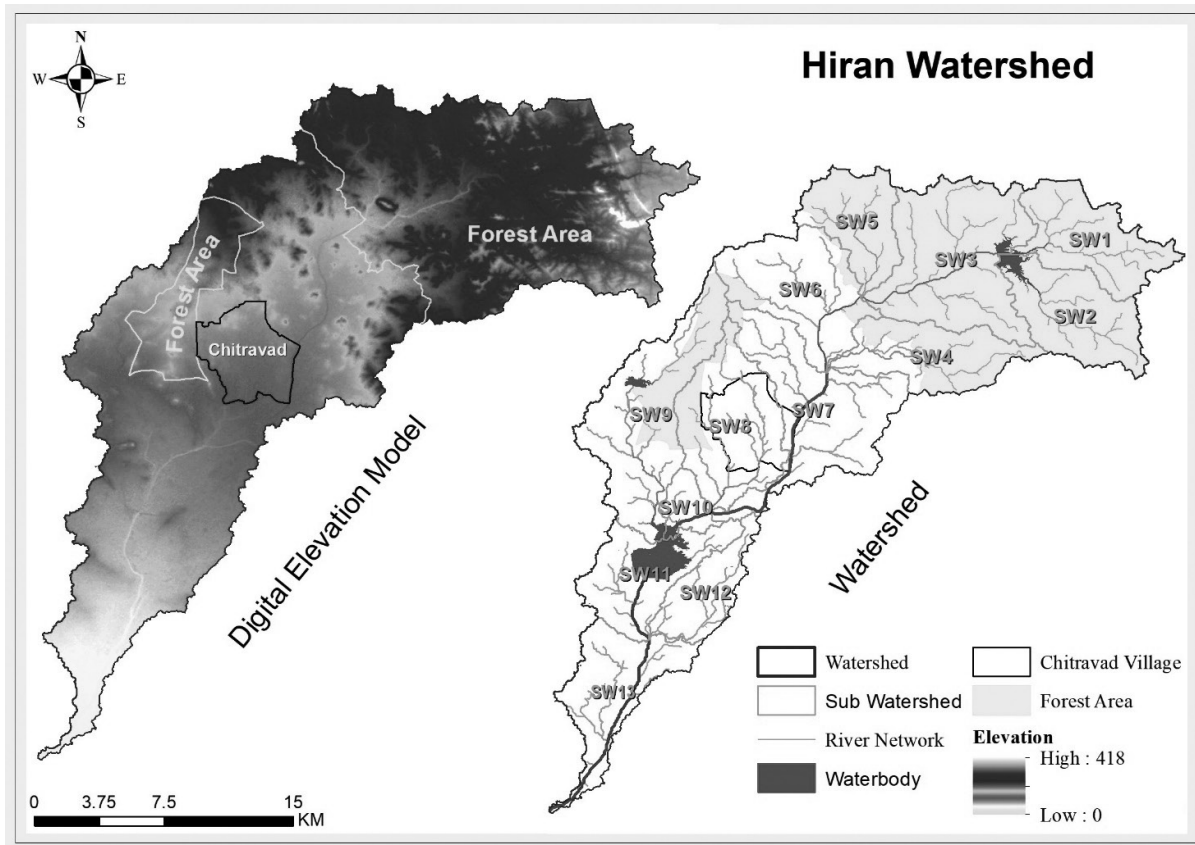 Hiran Watershed
N
W
E
S
Forest Area
Forest Area
Chitravad
Digital Elevation Model
SW5
SW1
SW3
SW6
SW2
SW4
SW9
SW8
SW7
SW10
SW11
SW12
SW13
Watershed
Watershed
Sub Watershed
River Network
Waterbody
Chitravad Village
Forest Area
Elevation
High : 418
Low : 0
0 3.75 7.5 15
KM